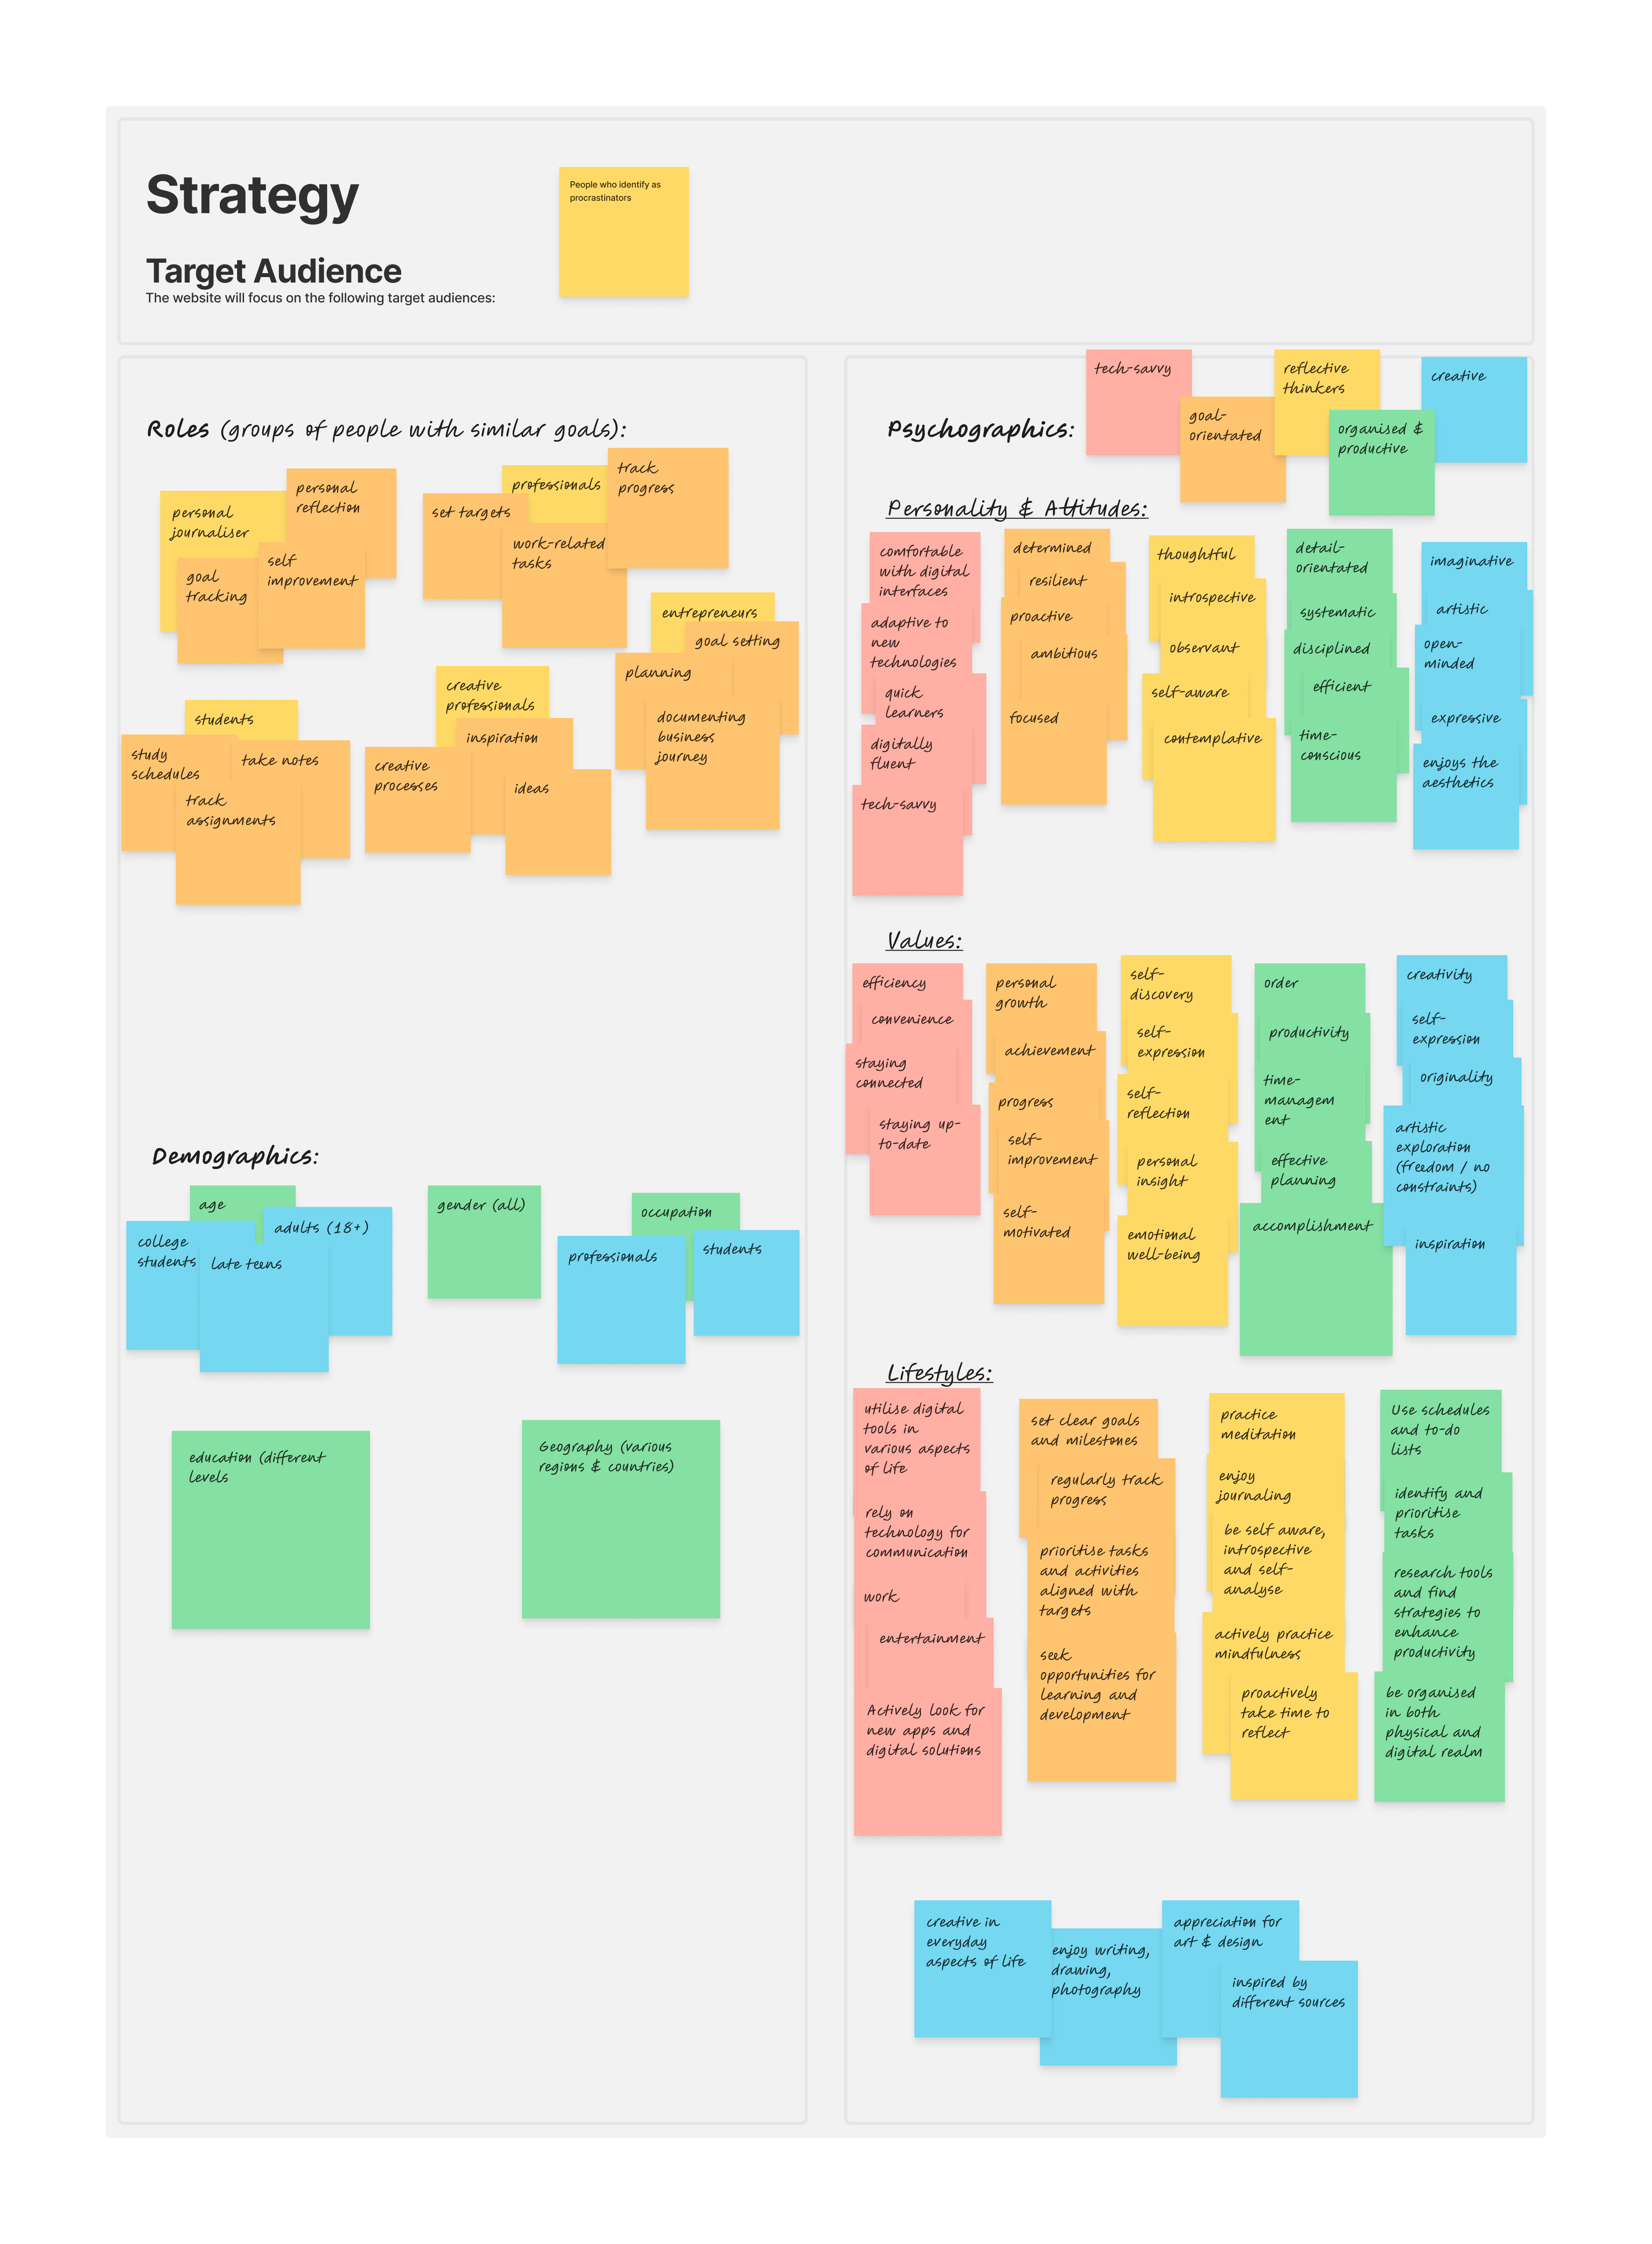 Strategy
People who identify as
procrastinators
Target Audience
The website will focus on the following target audiences:
Roles (groups of people with similar goals):
personal
journaliser
personal
reflection
goal
tracking
self
improvement
professionals
set targets
work-related
tasks
track
progress
entrepreneurs
goal setting
planning
documenting
business
journey
students
study
schedules
take notes
track
assignments
creative
professionals
inspiration
creative
processes
ideas
Demographics:
age
college
students
adults (18+)
late teens
gender (all)
occupation
professionals
students
education (different
levels
Geography (various
regions & countries)
Psychographics:
tech-savvy
goal-
orientated
reflective
thinkers
organised &
productive
creative
Personality & Attitudes:
comfortable
with digital
interfaces
adaptive to
new
technologies
quick
learners
digitally
fluent
tech-savvy
determined
resilient
proactive
ambitious
focused
thoughtful
introspective
observant
self-aware
contemplative
detail-
orientated
systematic
disciplined
efficient
time-
conscious
imaginative
artistic
open-
minded
expressive
enjoys the
aesthetics
Values:
efficiency
convenience
staying
connected
staying up-
to-date
personal
growth
achievement
progress
self-
improvement
self-
motivated
self-
discovery
self-
expression
self-
reflection
personal
insight
emotional
well-being
order
productivity
time-
managem
ent
effective
planning
accomplishment
creativity
self-
expression
originality
artistic
exploration
(freedom / no
constraints)
inspiration
Lifestyles:
utilise digital
tools in
various aspects
of life
rely on
technology for
communication
work
entertainment
Actively look for
new apps and
digital solutions
set clear goals
and milestones
regularly track
progress
prioritise tasks
and activities
aligned with
targets
seek
opportunities for
learning and
development
practice
meditation
enjoy
journaling
be self aware,
introspective
and self-
analyse
actively practice
mindfulness
proactively
take time to
reflect
Use schedules
and to-do
lists
identify and
prioritise
tasks
research tools
and find
strategies to
enhance
productivity
be organised
in both
physical and
digital realm
creative in
everyday
aspects of life
enjoy writing,
drawing,
photography
appreciation for
art & design
inspired by
different sources